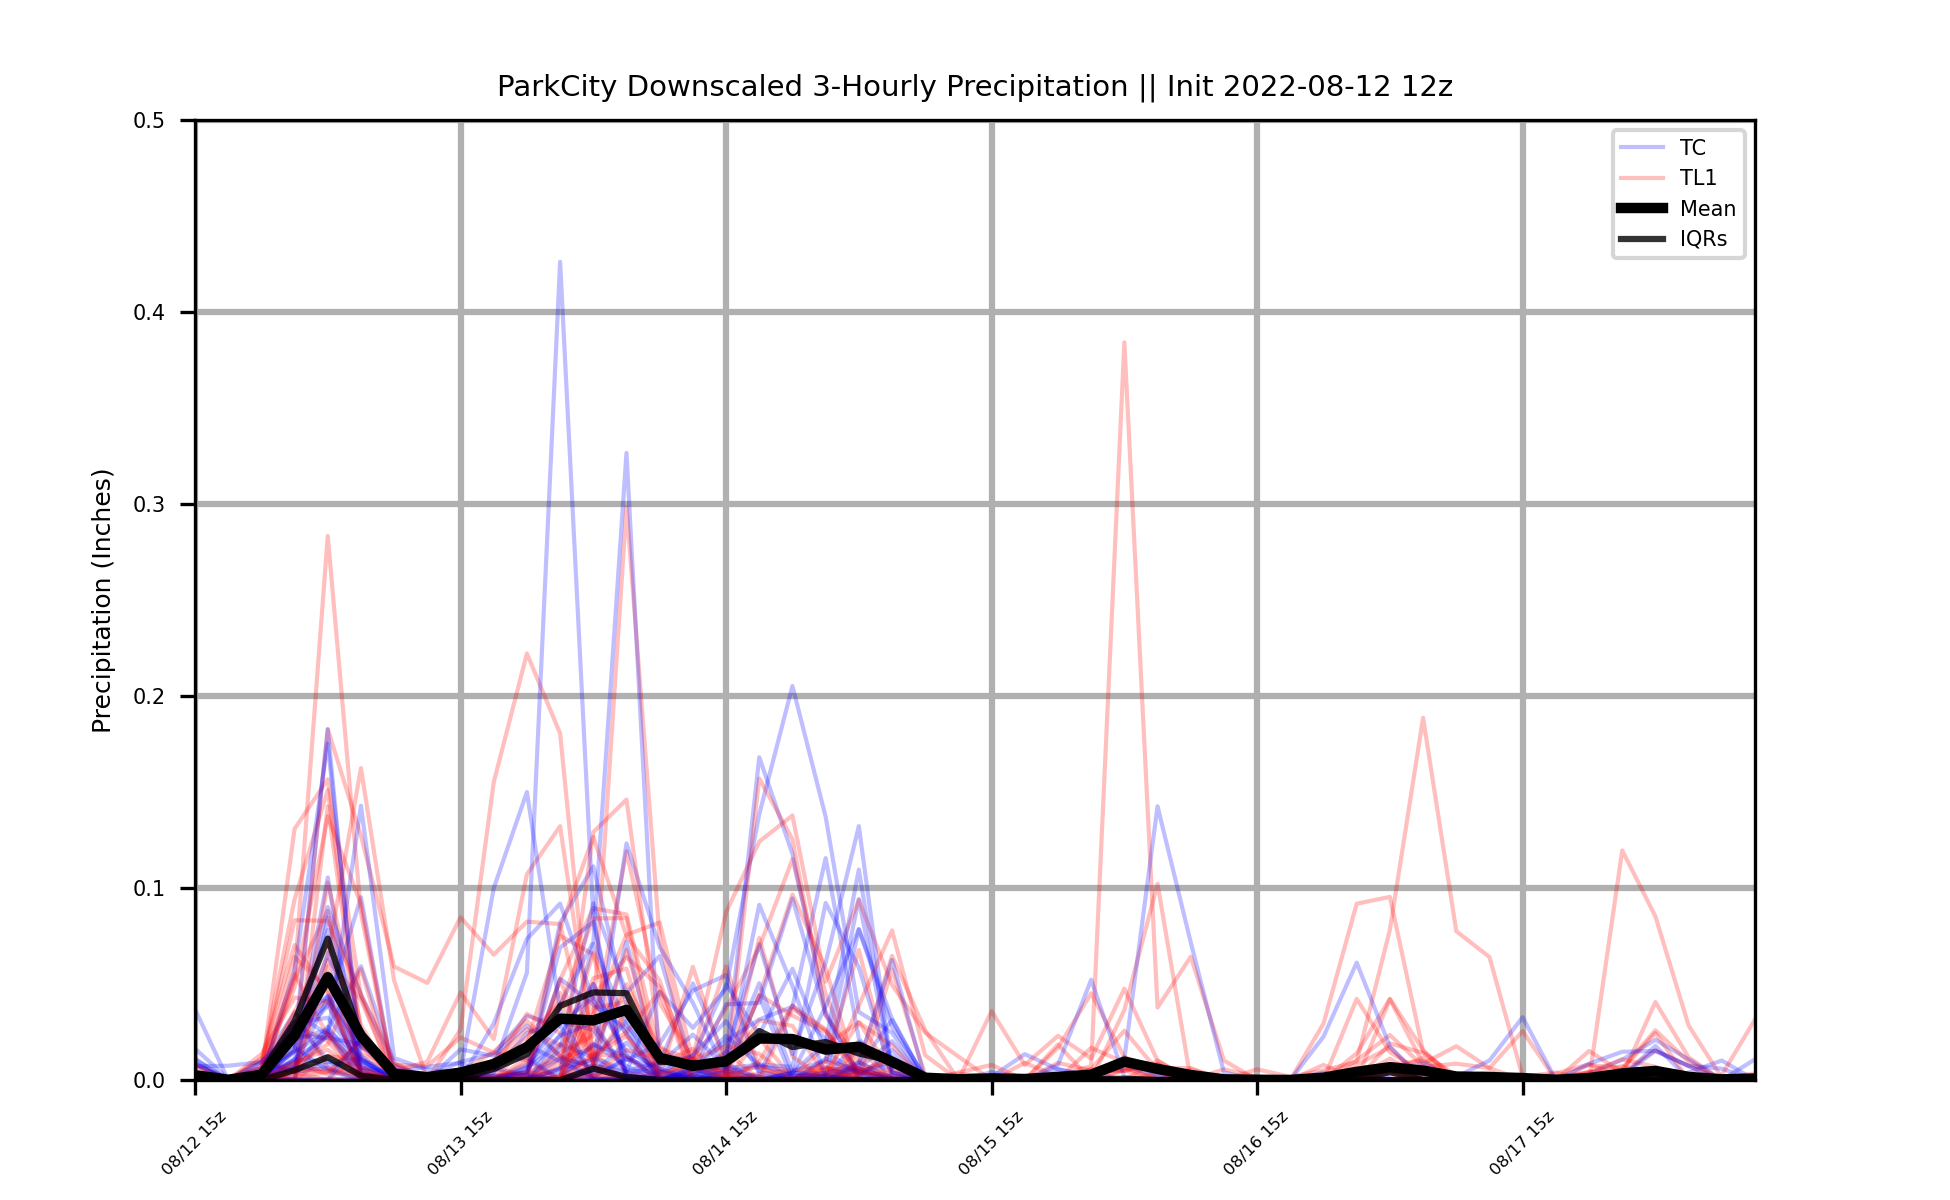 ParkCity Downscaled 3-Hourly Precipitation || Init 2022-08-12 12z
TC
TL1
Mean
IQRs
Precipitation (Inches)
0.5
0.4
0.3
0.2
0.1
0.0
08/12 15z
08/13 15z
08/14 15z
08/15 15z
08/16 15z
08/17 15z